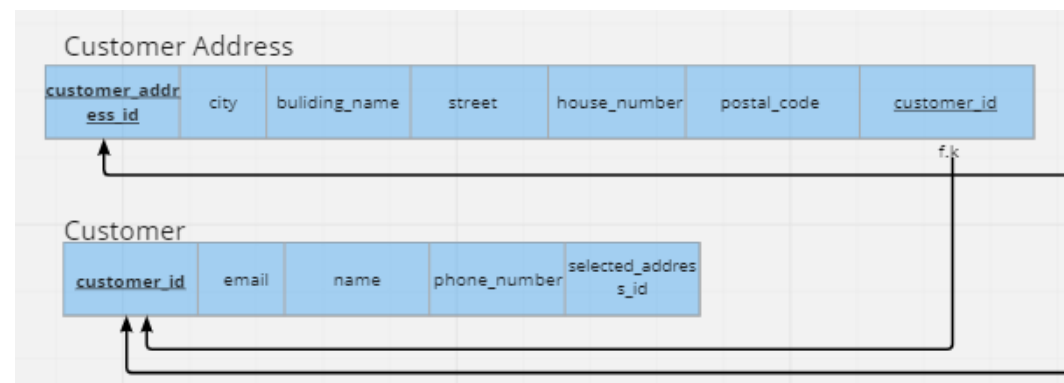 Customer Address
customer_addr
ess_id
city
buliding_name
street
house_number
postal_code
customer_id
f.k
Customer
customer_id
email
name
phone_number
selected_addres
s_id